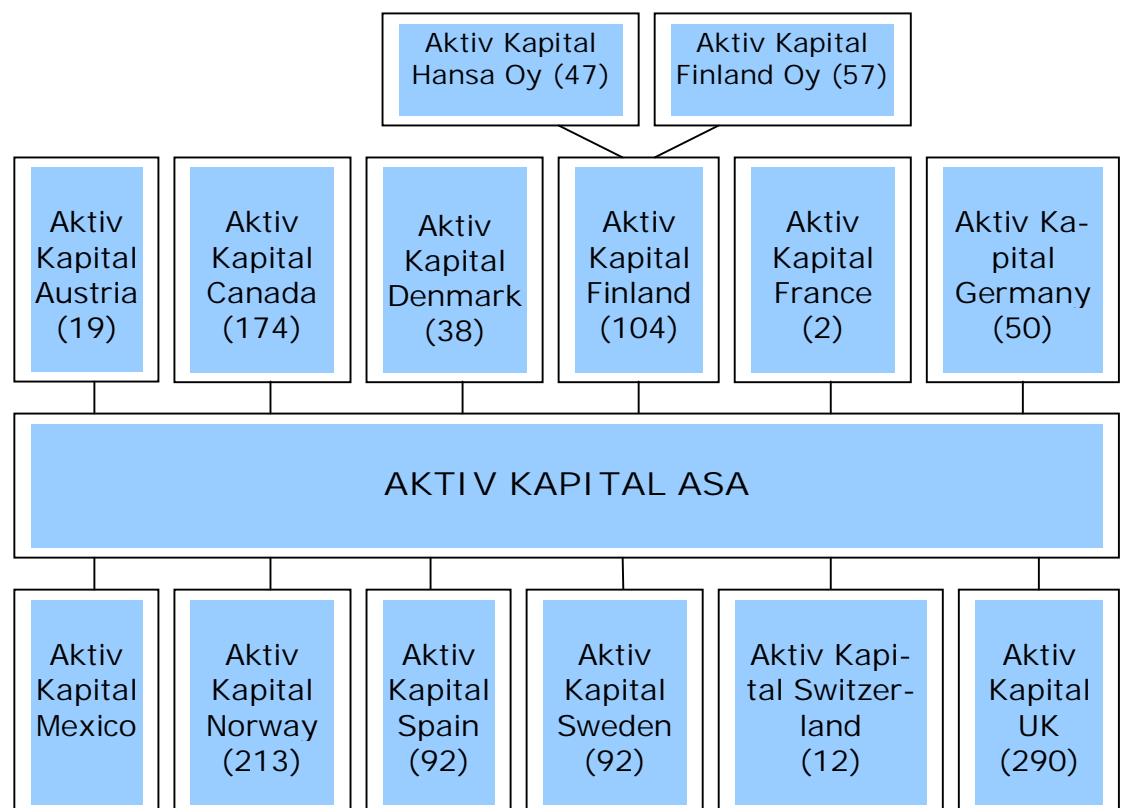 Aktiv Kapital
Hansa Oy (47)
Aktiv Kapital
Finland Oy (57)
Aktiv
Kapital
Austria
(19)
Aktiv
Kapital
Canada
(174)
Aktiv
Kapital
Denmark
(38)
Aktiv
Kapital
Finland
(104)
Aktiv
Kapital
France
(2)
Aktiv Ka-
pital
Germany
(50)
AKTIV KAPITAL ASA
Aktiv
Kapital
Mexico
Aktiv
Kapital
Norway
(213)
Aktiv
Kapital
Spain
(92)
Aktiv
Kapital
Sweden
(92)
Aktiv Kapi-
tal Switzer-
land
(12)
Aktiv
Kapital
UK
(290)